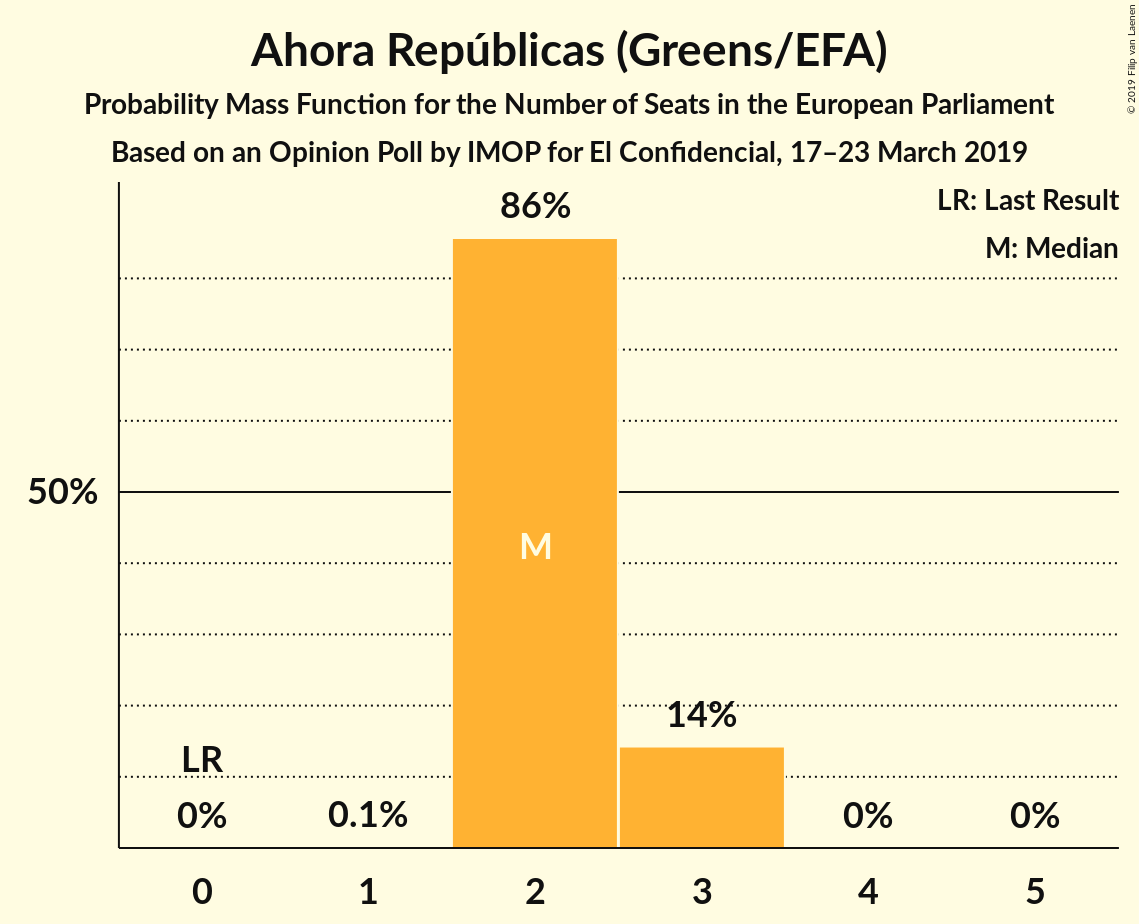 Ahora Repúblicas (Greens/EFA)
Probability Mass Function for the Number of Seats in the European Parliament
Based on an Opinion Poll by IMOP for El Confidencial, 17–23 March 2019
© 2019 Filip van Laenen
LR: Last Result
M: Median
86%
50%
M
14%
LR
0%
0.1%
0%
0%
0 1 2 3 4 5